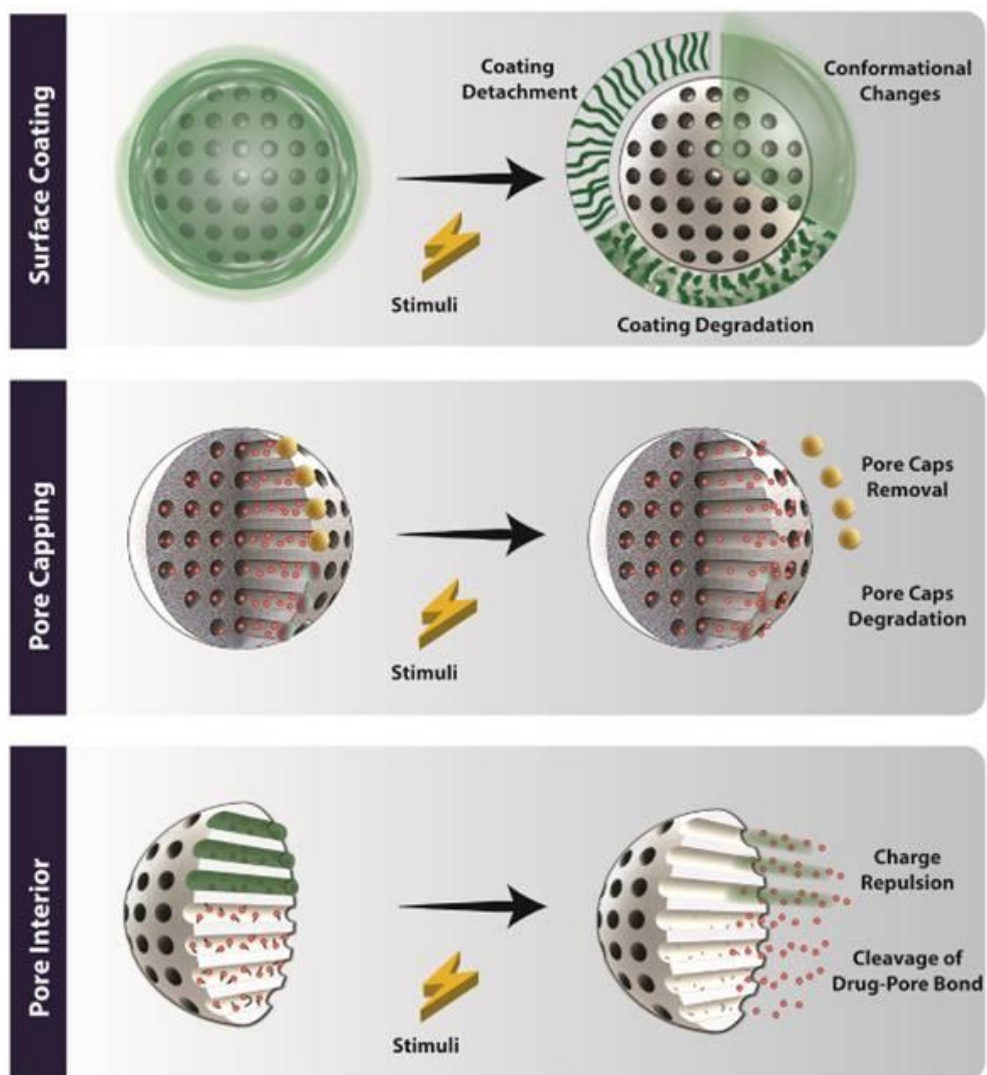 Surface Coating
Coating
Detachment
Conformational
Changes
Stimuli
Coating Degradation
Pore Capping
Pore Caps
Removal
Pore Caps
Degradation
Stimuli
Pore Interior
Charge
Repulsion
Cleavage of
Drug-Pore Bond
Stimuli